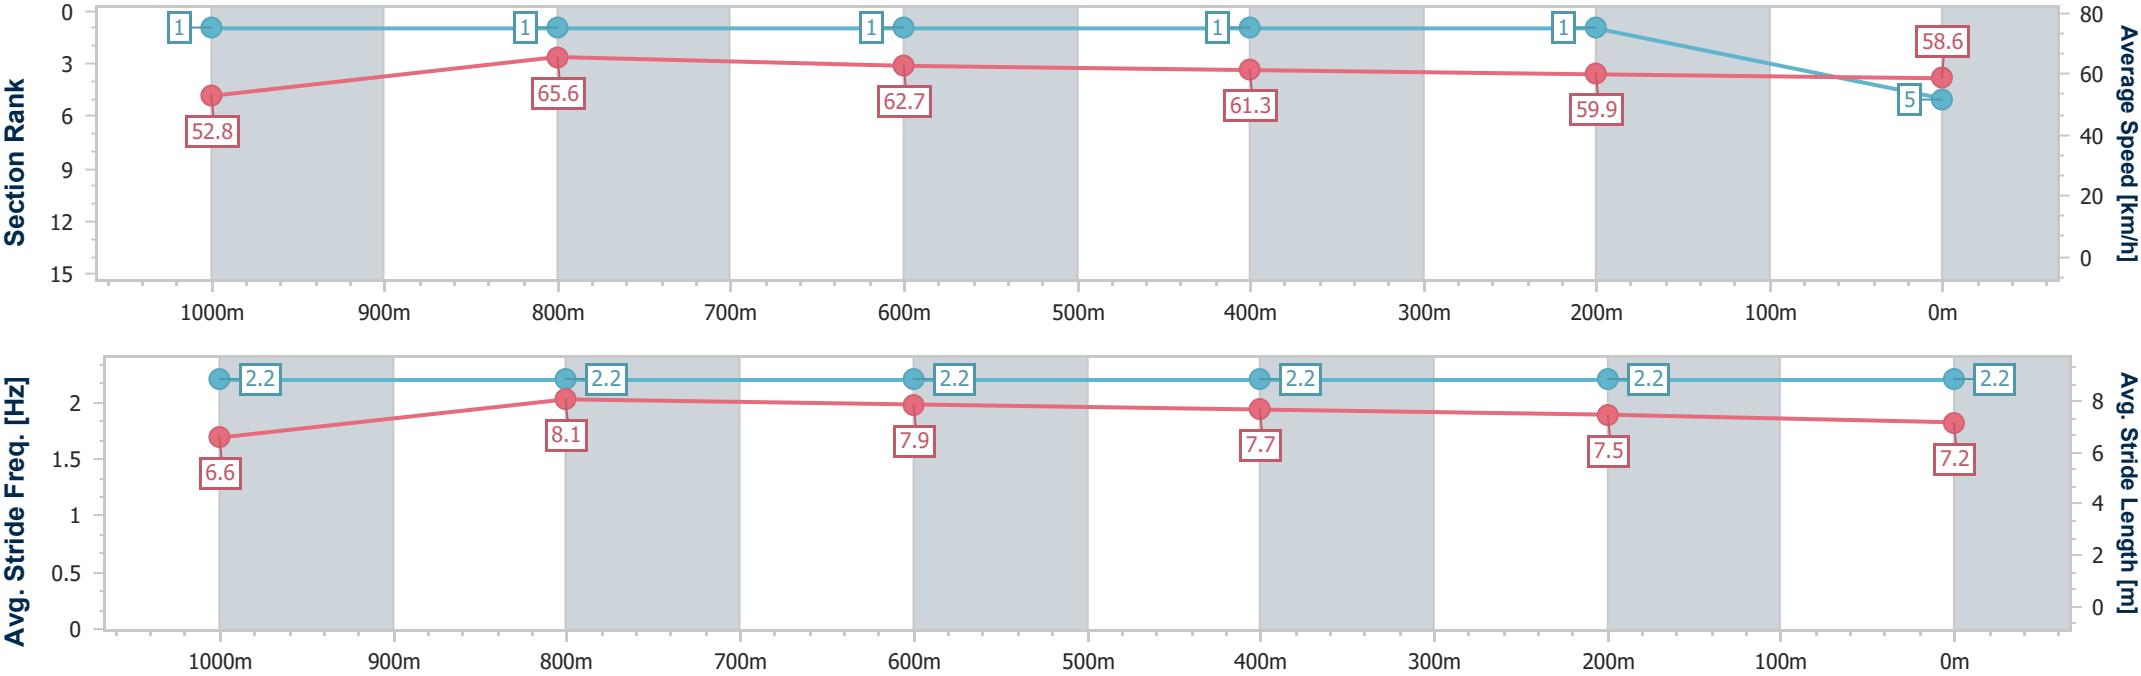 Section Rank
0
3
6
9
12
15
1 1 1 1 1 5
52.8 65.6 62.7 61.3 59.9 58.6
80
60
40
20
0
Average Speed [km/h]
1000m 900m 800m 700m 600m 500m 400m 300m 200m 100m 0m
Avg. Stride Freq. [Hz]
2
1.5
1
0.5
0
2.2 2.2 2.2 2.2 2.2 2.2
6.6 8.1 7.9 7.7 7.5 7.2
8
6
4
2
0
Avg. Stride Length [m]
1000m 900m 800m 700m 600m 500m 400m 300m 200m 100m 0m